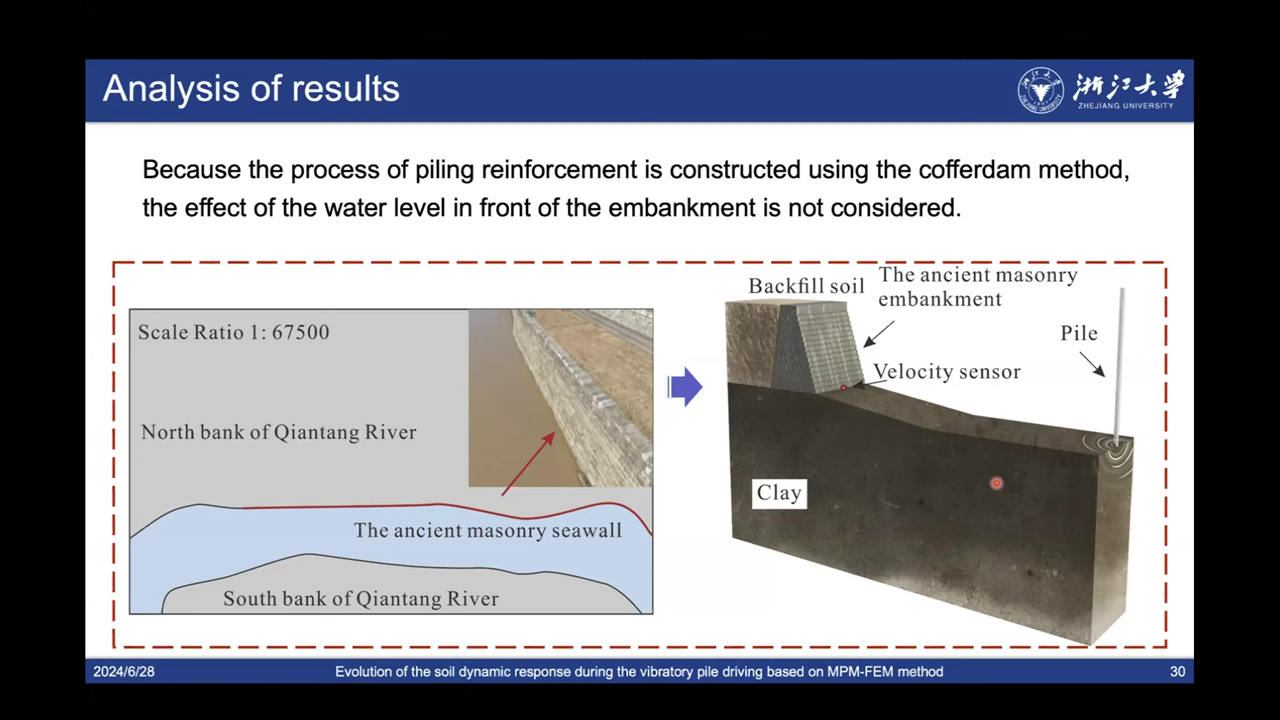 Analysis of results
浙江大学
ZHEJIANG UNIVERSITY
Because the process of piling reinforcement is constructed using the cofferdam method,
the effect of the water level in front of the embankment is not considered.
Scale Ratio 1: 67500
North bank of Qiantang River
The ancient masonry seawall
South bank of Qiantang River
Backfill soil
The ancient masonry
embankment
Pile
Velocity sensor
Clay
2024/6/28
Evolution of the soil dynamic response during the vibratory pile driving based on MPM-FEM method
30